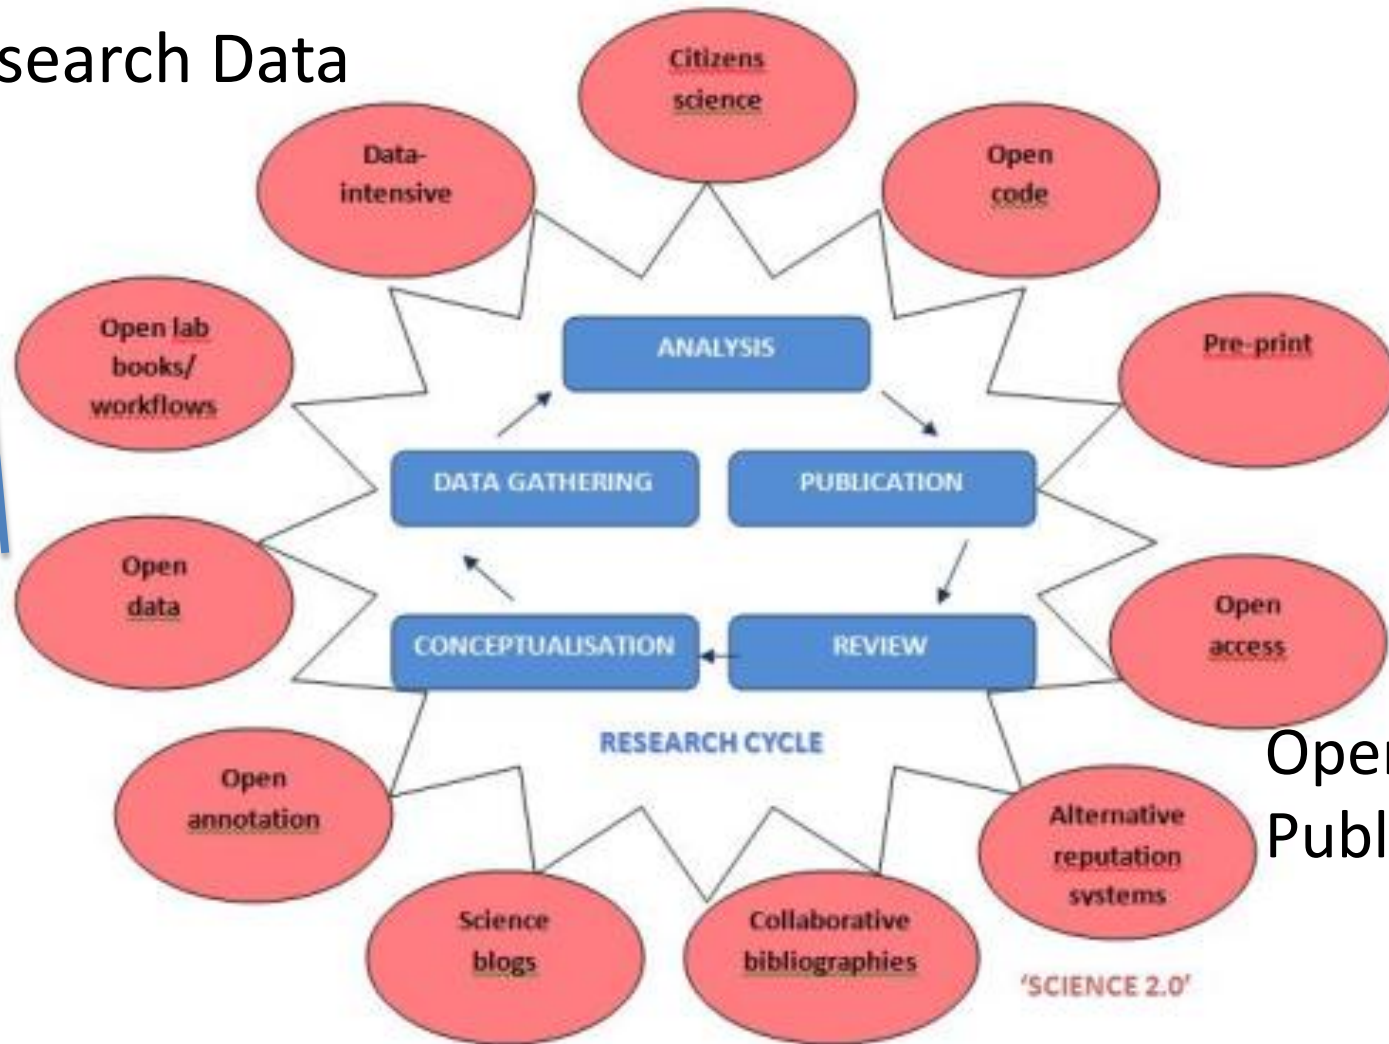 search Data
Citizens
science
Data-
intensive
Open
code
Open lab
books/
workflows
Pre-print
ANALYSIS
DATA GATHERING
PUBLICATION
Open
data
Open
access
CONCEPTUALISATION
REVIEW
RESEARCH CYCLE
Open
Publ
Open
annotation
Alternative
reputation
systems
Science
blogs
Collaborative
bibliographies
'SCIENCE 2.0'